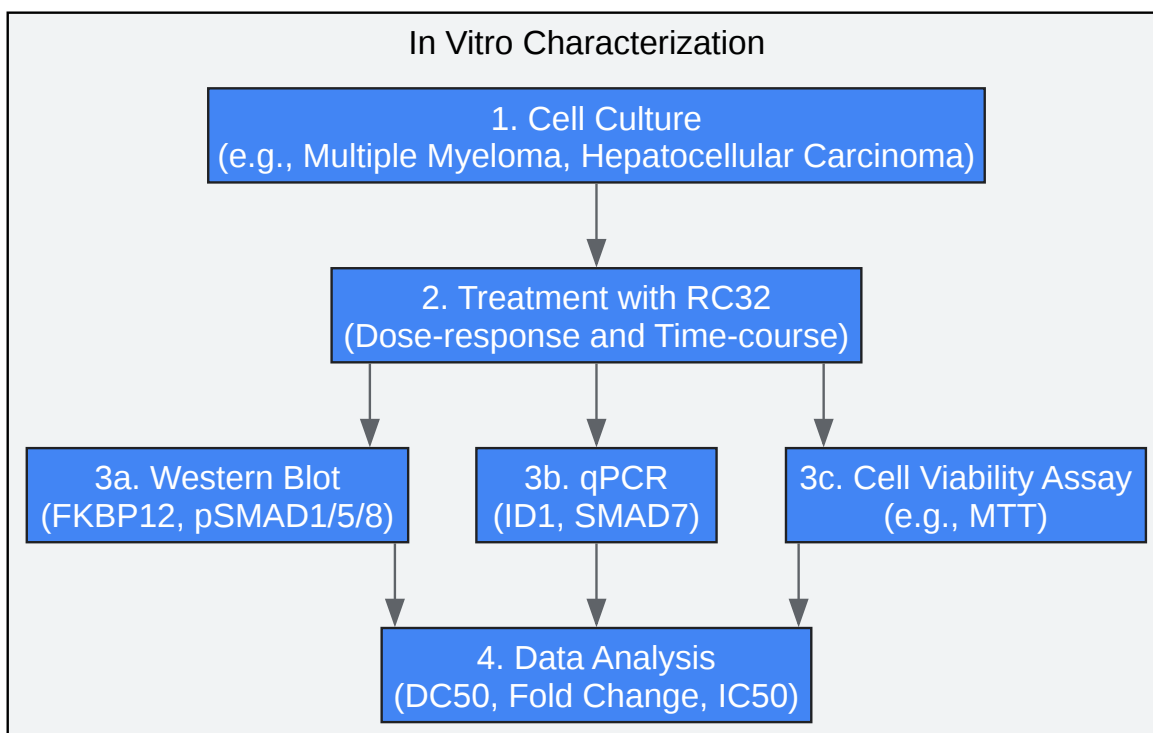 In Vitro Characterization
1. Cell Culture
(e.g., Multiple Myeloma, Hepatocellular Carcinoma)
2. Treatment with RC32
(Dose-response and Time-course)
3a. Western Blot
(FKBP12, pSMAD1/5/8)
3b. qPCR
(ID1, SMAD7)
3c. Cell Viability Assay
(e.g., MTT)
4. Data Analysis
(DC50, Fold Change, IC50)